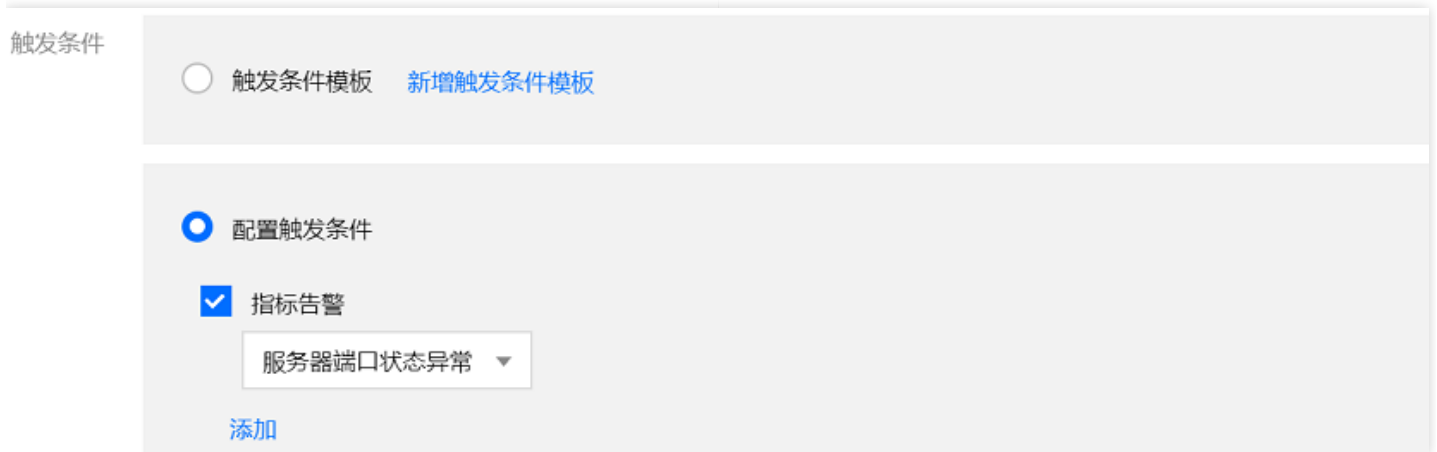 触发条件
触发条件模板 新增触发条件模板
配置触发条件
指标告警
服务器端口状态异常
添加